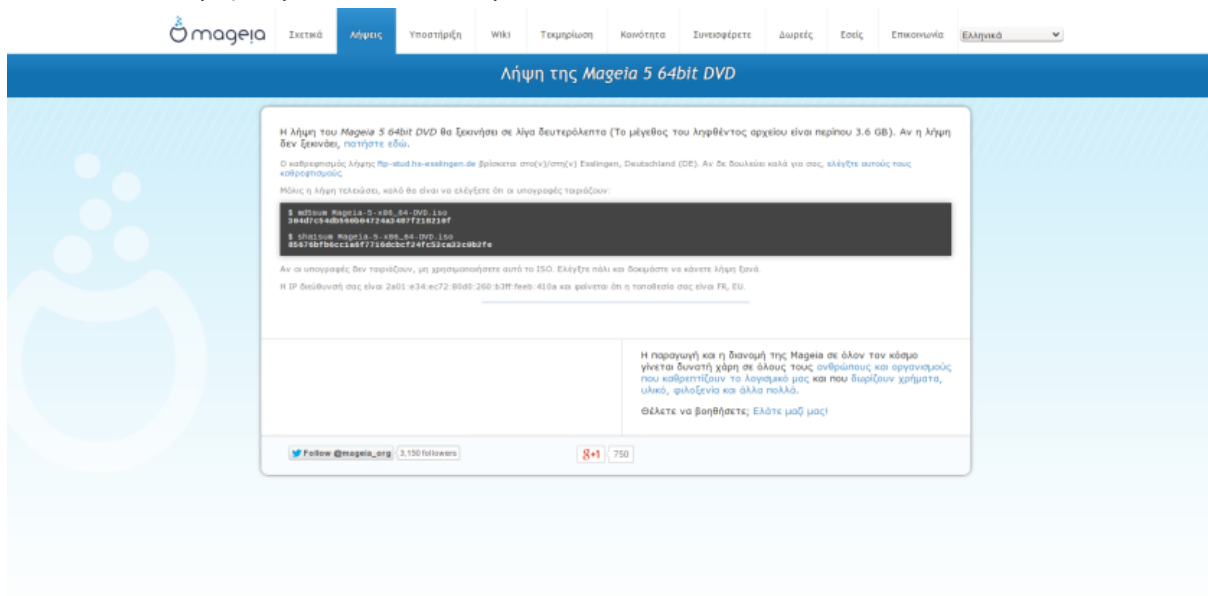 mageia Σχετικά Λήψεις Υποστήριξη Wiki Τεκμηρίωση Κοινότητα Συνεισφέρετε Δωρεές Εσείς Επικοινωνία Ελληνικά
Λήψη της Mageia 5 64bit DVD
Η λήψη του Mageia 5 64bit DVD θα ξεκινήσει σε λίγα δευτερόλεπτα (Το μέγεθος του ληφθέντος αρχείου είναι περίπου 3.6 GB). Αν η λήψη
δεν ξεκινάει, πατήστε εδώ.
Ο καθρεφτισμός λήψης ftp-stud.hs-esslingen.de βρίσκεται στο(ν)/στη(ν) Esslingen, Deutschland (DE). Αν δε δουλεύει καλά για σας, ελέγξτε αυτούς τους
καθρεφτισμούς.
Μόλις η λήψη τελειώσει, καλό θα είναι να ελέγξετε ότι οι υπογραφές ταιριάζουν:
$ md5sum Mageia-5-x86_64-DVD.iso
$ sha1sum Mageia-5-x86_64-DVD.iso
Αν οι υπογραφές δεν ταιριάζουν, μη χρησιμοποιήσετε αυτό το ISO. Ελέγξτε πάλι και δοκιμάστε να κάνετε λήψη ξανά.
Η IP διεύθυνσή σας είναι 2a01:e34:ec72:80d0:260:b3ff:feeb:410a και φαίνεται ότι η τοποθεσία σας είναι FR, EU.
Η παραγωγή και η διανομή της Mageia σε όλον τον κόσμο
γίνεται δυνατή χάρη σε όλους τους ανθρώπους και οργανισμούς
που καθρεπτίζουν το λογισμικό μας και που δωρίζουν χρήματα,
υλικό, φιλοξενία και άλλα πολλά.
Θέλετε να βοηθήσετε; Ελάτε μαζί μας!
Follow @mageia_org 3,150 followers g+1 750